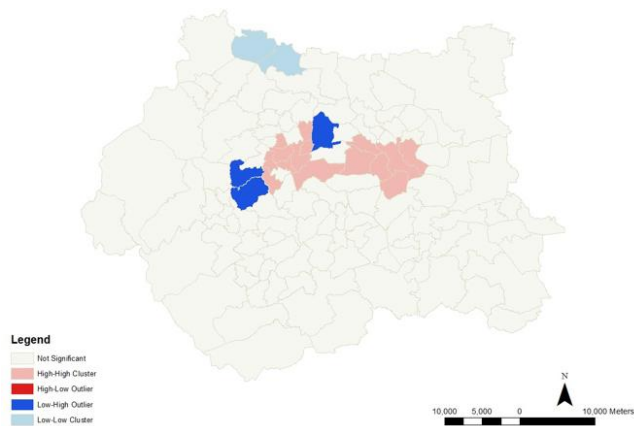 Legend
Not Significant
High-High Cluster
High-Low Outlier
Low-High Outlier
Low-Low Cluster
N
10,000 5,000 0 10,000 Meters